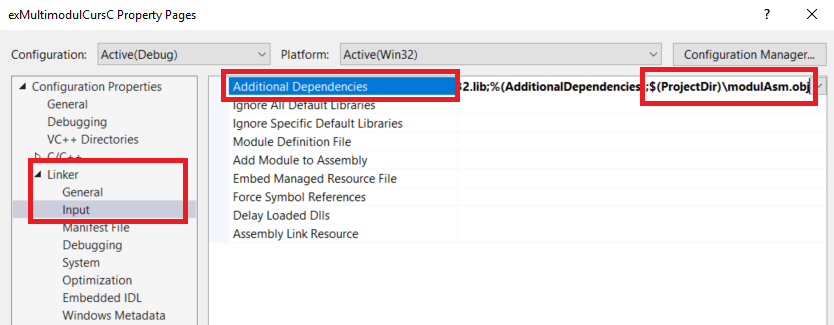 exMultimodulCursC Property Pages
? ×
Configuration: Active(Debug) Platform: Active(Win32) Configuration Manager...
Configuration Properties
General
Debugging
VC++ Directories
C/C++
Linker
General
Input
Manifest File
Debugging
System
Optimization
Embedded IDL
Windows Metadata
Additional Dependencies 32.lib;%(AdditionalDependencies);$(ProjectDir)\modulAsm.obj
Ignore All Default Libraries
Ignore Specific Default Libraries
Module Definition File
Add Module to Assembly
Embed Managed Resource File
Force Symbol References
Delay Loaded Dlls
Assembly Link Resource